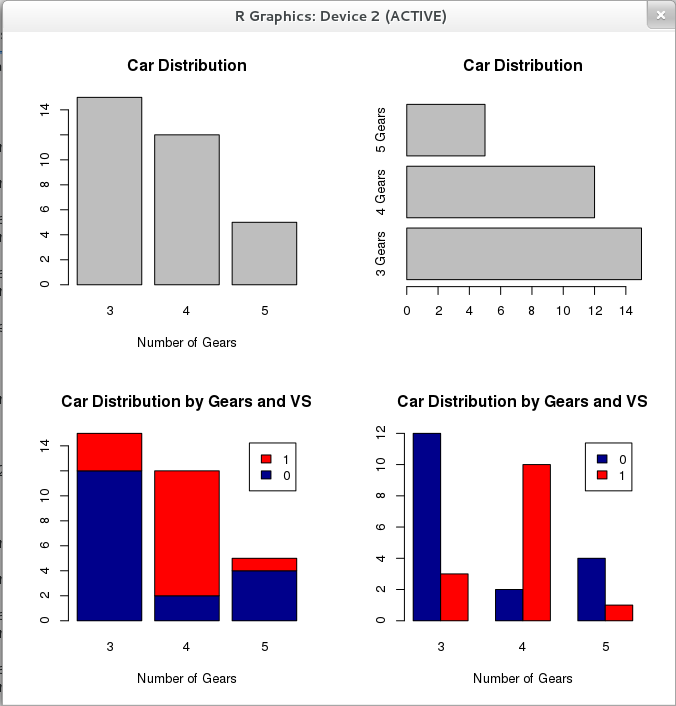 R Graphics: Device 2 (ACTIVE)
Car Distribution
14
10
8
6
4
2
0
3 4 5
Number of Gears
Car Distribution
5 Gears
4 Gears
3 Gears
0 2 4 6 8 10 12 14
Car Distribution by Gears and VS
14
10
8
6
4
2
0
1
0
3 4 5
Number of Gears
Car Distribution by Gears and VS
12
10
8
6
4
2
0
0
1
3 4 5
Number of Gears